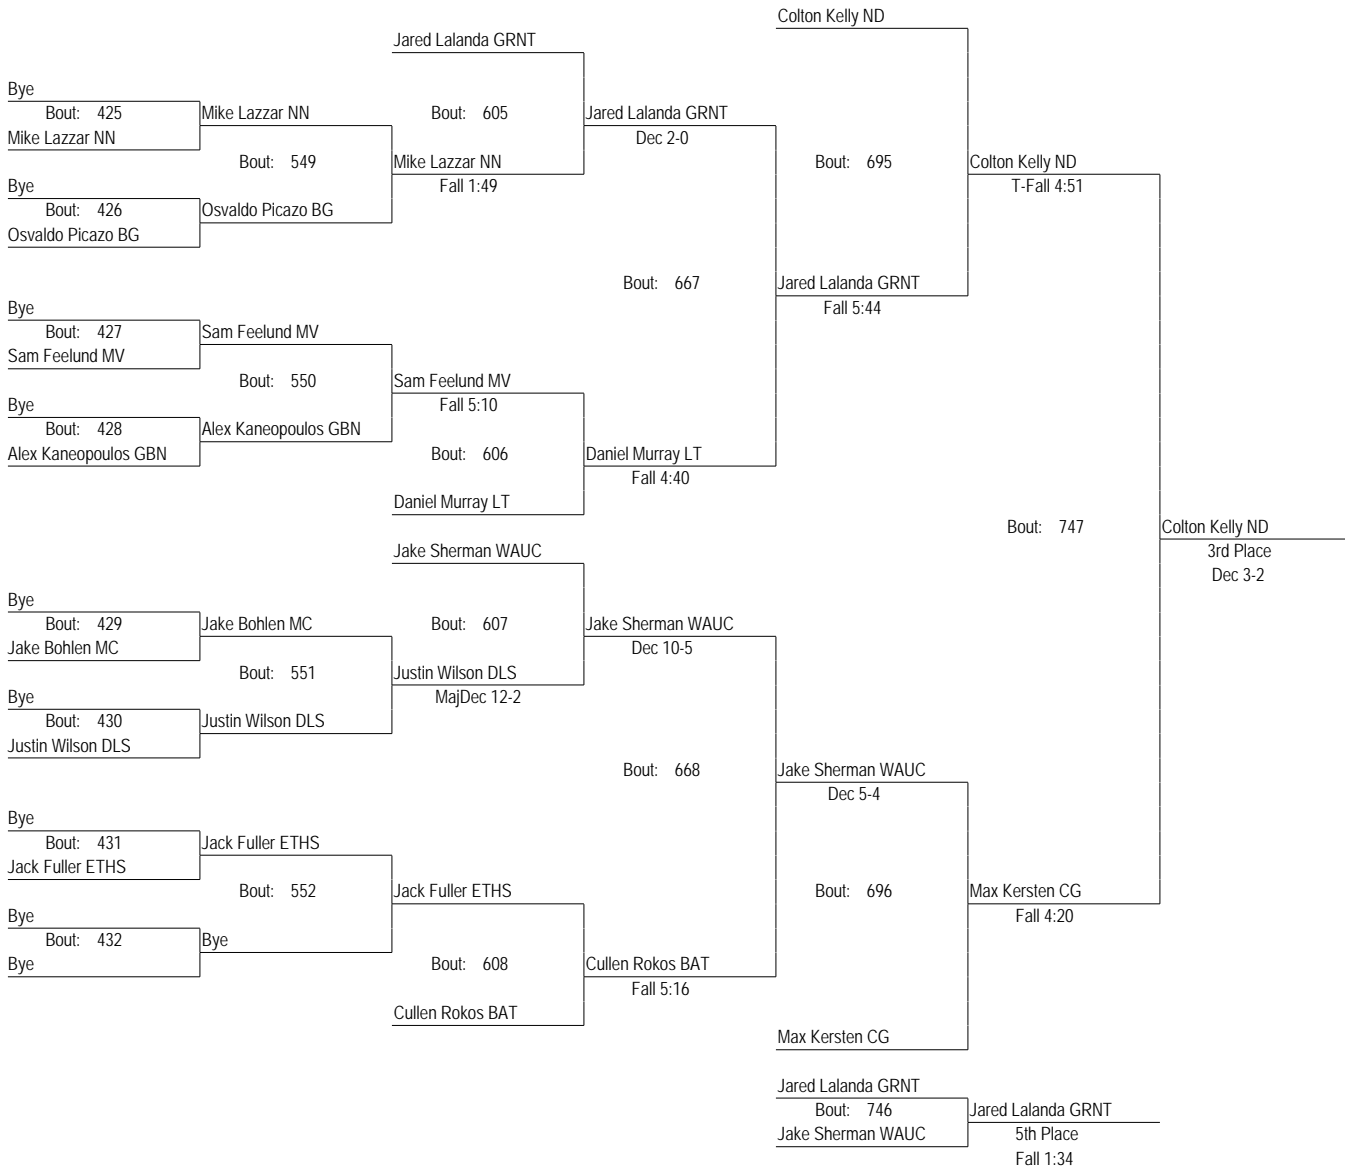 Colton Kelly ND
Jared Lalanda GRNT
Bye
Bout: 425
Mike Lazzar NN
Bout: 605
Jared Lalanda GRNT
Mike Lazzar NN
Dec 2-0
Bout: 549
Mike Lazzar NN
Bout: 695
Colton Kelly ND
Bye
Fall 1:49
T-Fall 4:51
Bout: 426
Osvaldo Picazo BG
Osvaldo Picazo BG
Bout: 667
Jared Lalanda GRNT
Bye
Fall 5:44
Bout: 427
Sam Feelund MV
Sam Feelund MV
Bout: 550
Sam Feelund MV
Bye
Fall 5:10
Bout: 428
Alex Kaneopoulos GBN
Alex Kaneopoulos GBN
Bout: 606
Daniel Murray LT
Fall 4:40
Daniel Murray LT
Bout: 747
Colton Kelly ND
Jake Sherman WAUC
3rd Place
Dec 3-2
Bye
Bout: 429
Jake Bohlen MC
Bout: 607
Jake Sherman WAUC
Jake Bohlen MC
Dec 10-5
Bout: 551
Justin Wilson DLS
Bye
MajDec 12-2
Bout: 430
Justin Wilson DLS
Justin Wilson DLS
Bout: 668
Jake Sherman WAUC
Dec 5-4
Bye
Bout: 431
Jack Fuller ETHS
Jack Fuller ETHS
Bout: 552
Jack Fuller ETHS
Bout: 696
Max Kersten CG
Bye
Fall 4:20
Bout: 432
Bye
Bye
Bout: 608
Cullen Rokos BAT
Fall 5:16
Cullen Rokos BAT
Max Kersten CG
Jared Lalanda GRNT
Bout: 746
Jared Lalanda GRNT
Jake Sherman WAUC
5th Place
Fall 1:34